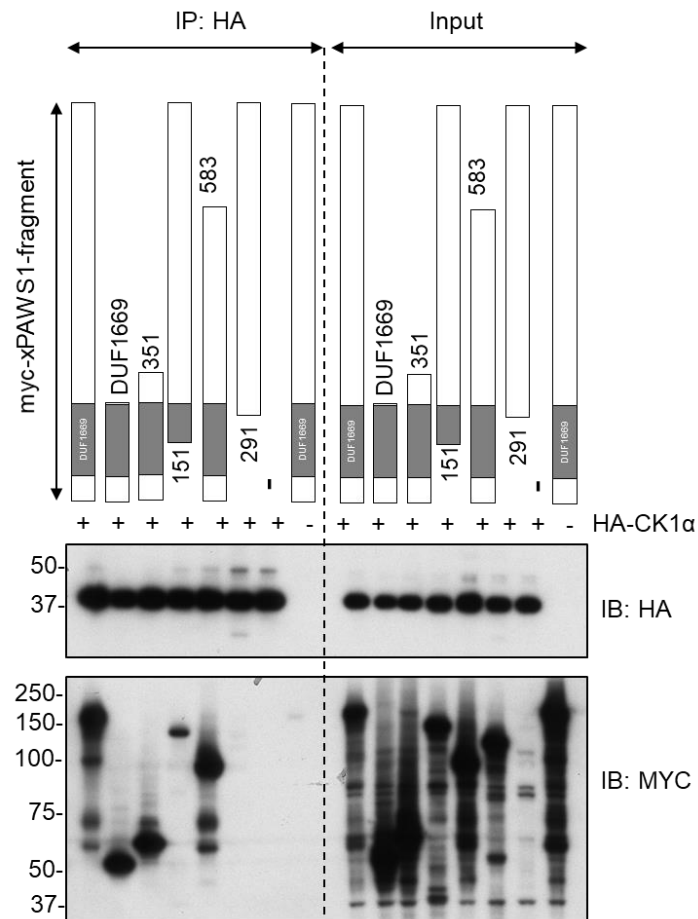 IP: HA Input
myc-xPAWS1-fragment
583 583
DUF1669 351 DUF1669 351
DUF1669 151 291 - DUF1669 DUF1669 151 291 - DUF1669
+ + + + + + + - + + + + + + + - HA-CK1α
50-
37-
IB: HA
250-
150-
100-
75-
50-
37-
IB: MYC